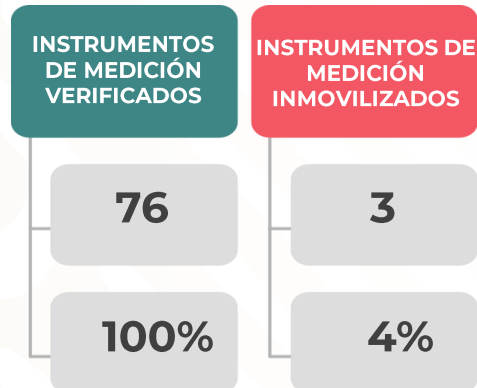 INSTRUMENTOS
DE MEDICIÓN
VERIFICADOS
76
100%
INSTRUMENTOS DE
MEDICIÓN
INMOVILIZADOS
3
4%